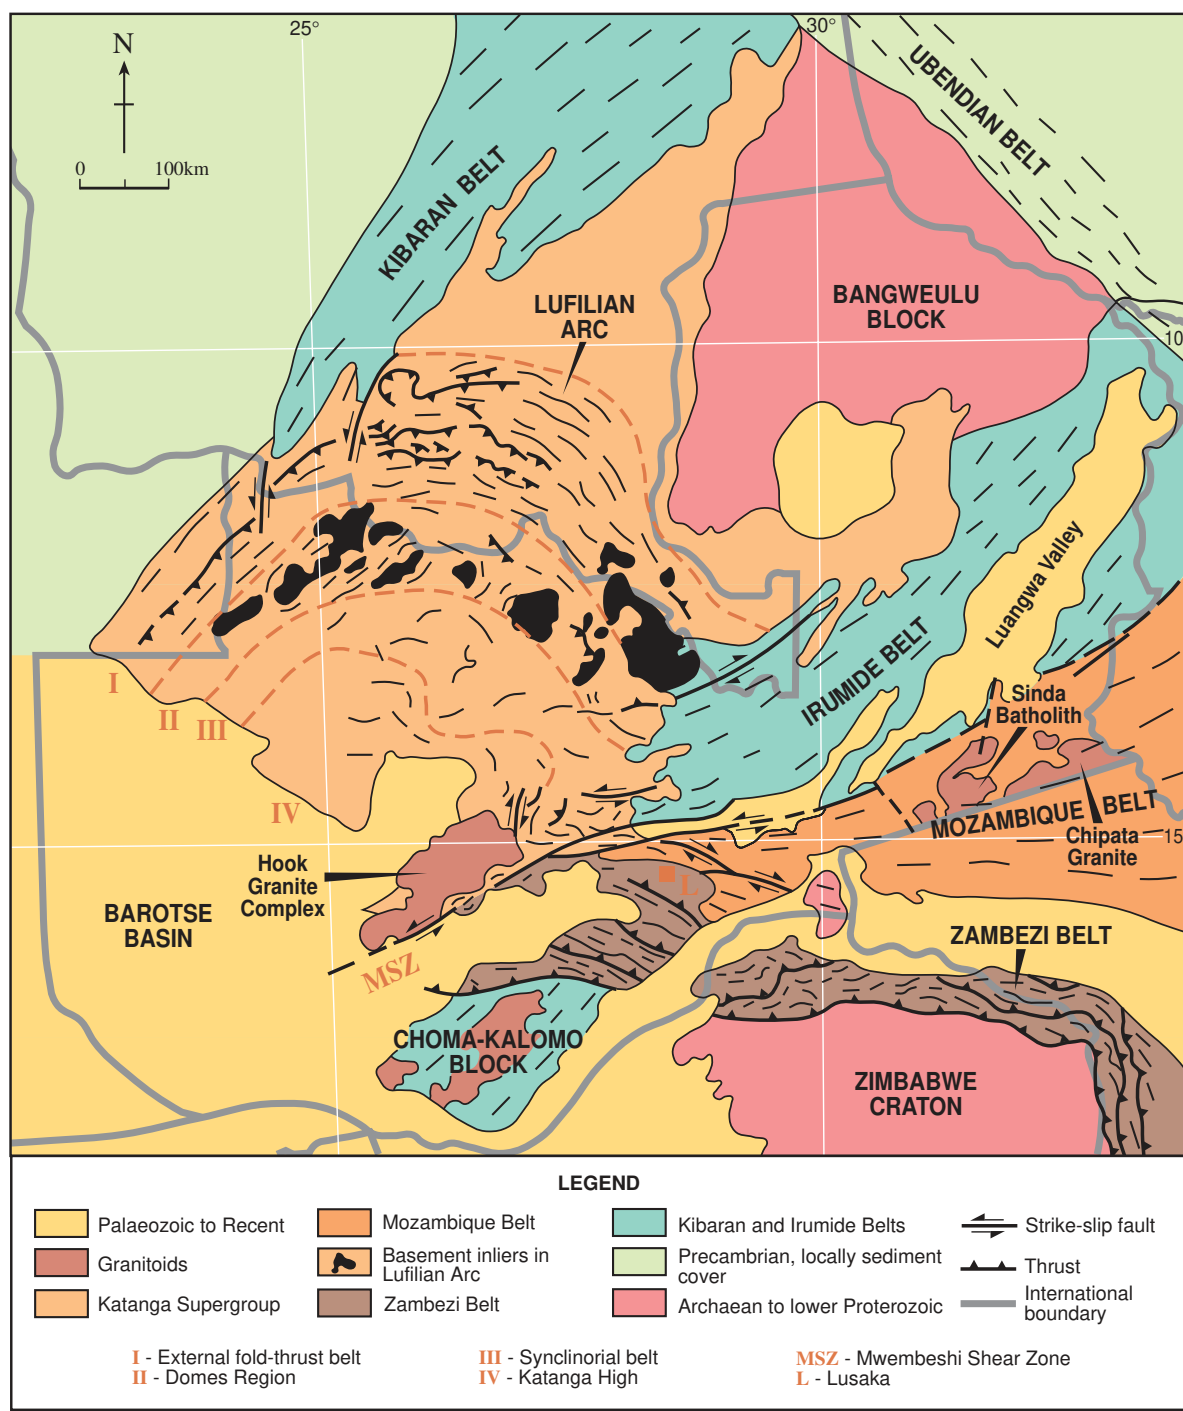 25°
30°
N
0
100km
UBENDIAN BELT
KIBARAN BELT
LUFILIAN
ARC
BANGWEULU
BLOCK
10
Luangwa Valley
IRUMIDE BELT
Sinda
Batholith
I
II
III
IV
MOZAMBIQUE BELT
Chipata
Granite
15
Hook
Granite
Complex
L
BAROTSE
BASIN
MSZ
ZAMBEZI BELT
CHOMA-KALOMO
BLOCK
ZIMBABWE
CRATON
LEGEND
Palaeozoic to Recent
Granitoids
Katanga Supergroup
Mozambique Belt
Basement inliers in
Lufilian Arc
Zambezi Belt
Kibaran and Irumide Belts
Precambrian, locally sediment
cover
Archaean to lower Proterozoic
Strike-slip fault
Thrust
International
boundary
I - External fold-thrust belt
II - Domes Region
III - Synclinorial belt
IV - Katanga High
MSZ - Mwembeshi Shear Zone
L - Lusaka